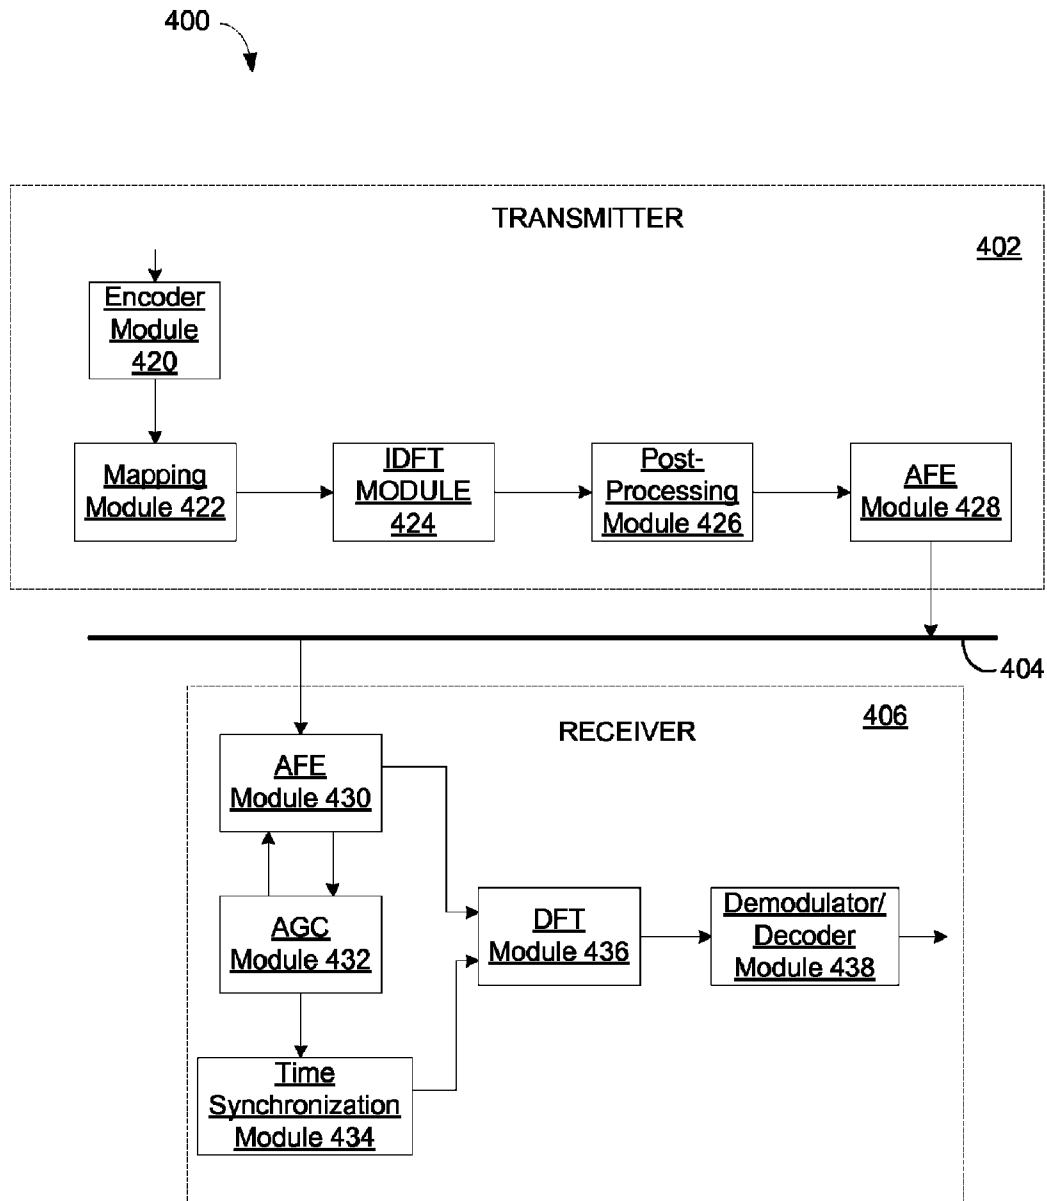 400
TRANSMITTER
402
Encoder
Module
420
Mapping
Module 422
IDFT
MODULE
424
Post-
Processing
Module 426
AFE
Module 428
404
RECEIVER
406
AFE
Module 430
AGC
Module 432
Time
Synchronization
Module 434
DFT
Module 436
Demodulator/
Decoder
Module 438